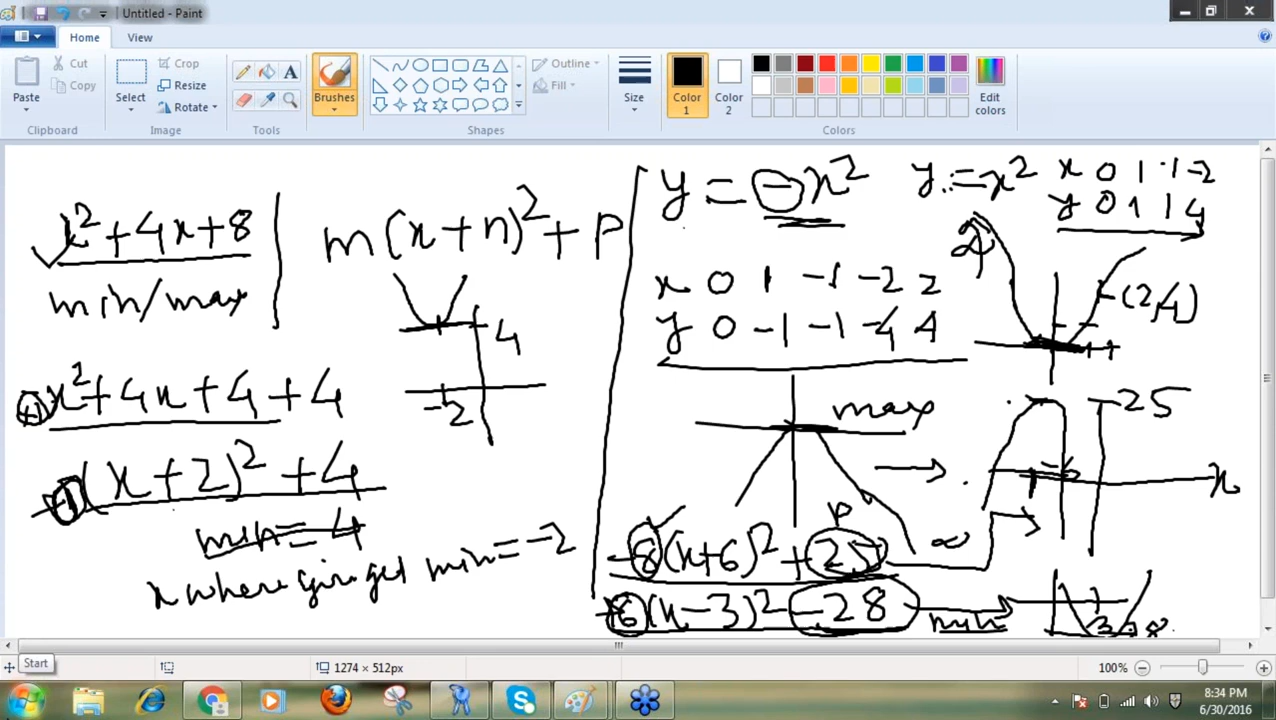 Untitled - Paint
Home View
Paste
Cut
Copy
Clipboard
Select
Crop
Resize
Rotate
Image
Tools
Brushes
Shapes
Outline
Fill
Size
Color 1
Color 2
Edit colors
Colors
x²+4x+8
min/max
x²+4x+4+4
(x+2)²+4
min=4
x where you get min=-2
m(x+n)²+p
4
-2
y=-x²
x 0 1 -1 -2 2
y 0 -1 -1 -4 4
max
-8(x+6)²+25
p
∞
+6(x-3)²-28
min
y=x²
x 0 1 -1 -2
y 0 1 1 4
(2,4)
25
-6
x
3
Start
1274 × 512px
100%
8:34 PM
6/30/2016